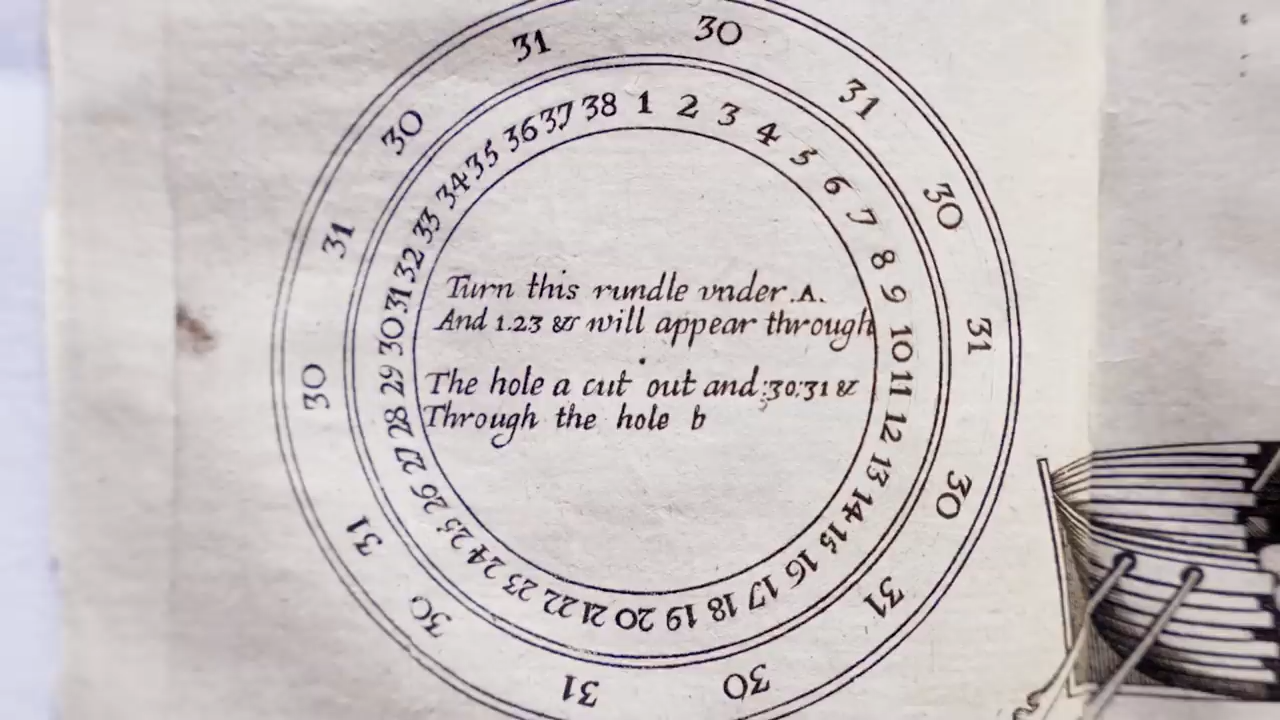 30 31 30 31 30 31 30 31 30 31 30 31 30 31
1 2 3 4 5 6 7 8 9 10 11 12 13 14 15 16 17 18 19 20 21 22 23 24 25 26 27 28 29 30 31 32 33 34 35 36 37 38
Turn this rundle vnder .A.
And 1.23 &r will appear through
The hole a cut out and :30:31 &
Through the hole b